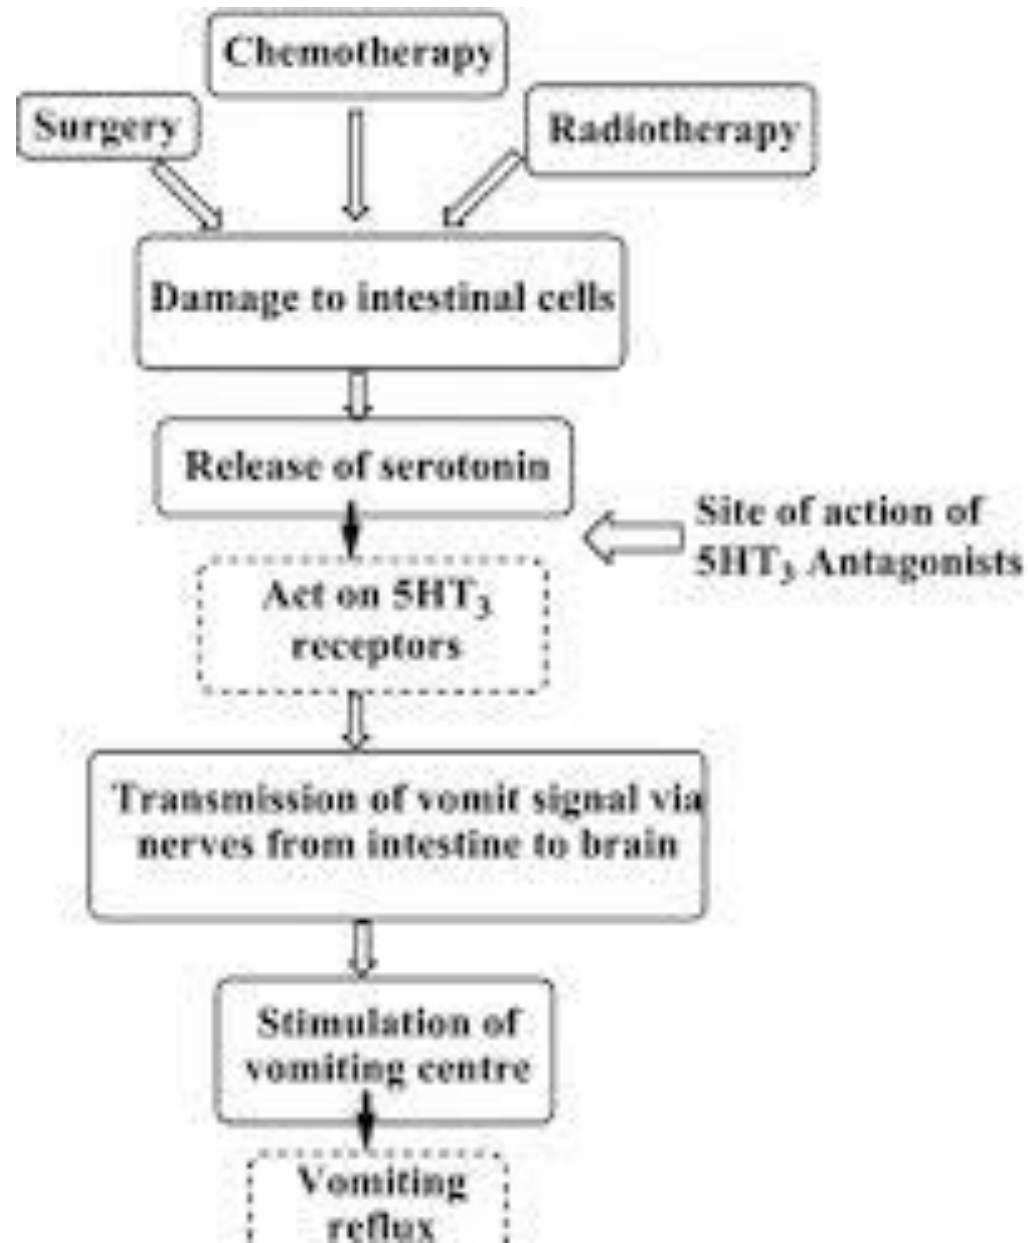 Chemotherapy
Surgery
Radiotherapy
Damage to intestinal cells
Release of serotonin
Site of action of
5HT₃ Antagonists
Act on 5HT₃
receptors
Transmission of vomit signal via
nerves from intestine to brain
Stimulation of
vomiting centre
Vomiting
reflux